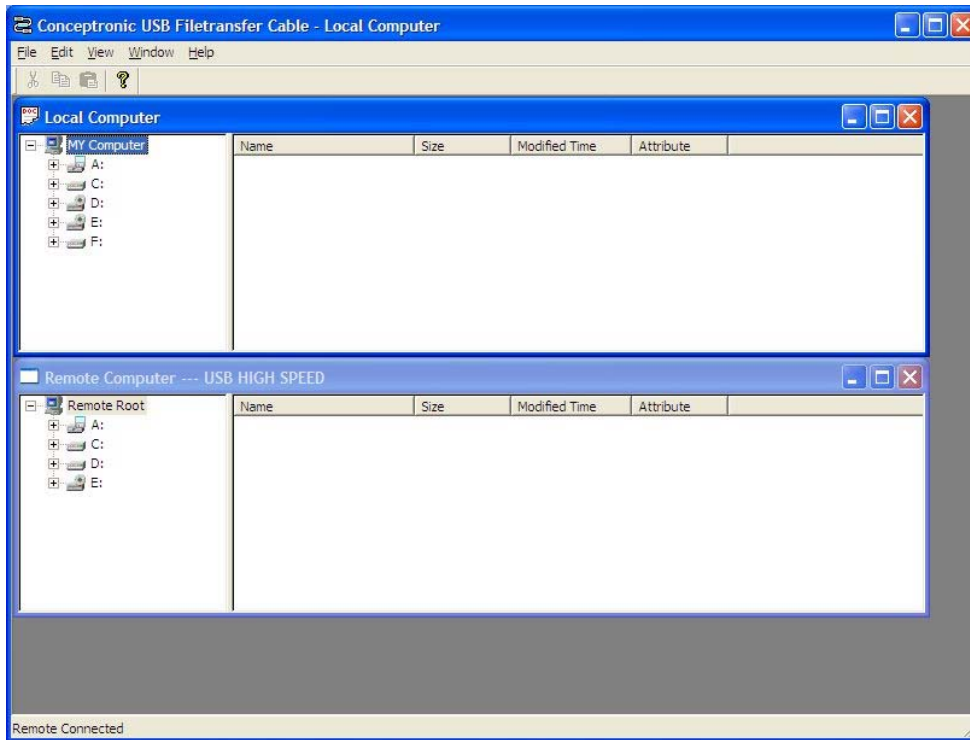 Conceptronic USB Filetransfer Cable - Local Computer
File Edit View Window Help
Local Computer
MY Computer
A:
C:
D:
E:
F:
Name Size Modified Time Attribute
Remote Computer --- USB HIGH SPEED
Remote Root
A:
C:
D:
E:
Name Size Modified Time Attribute
Remote Connected